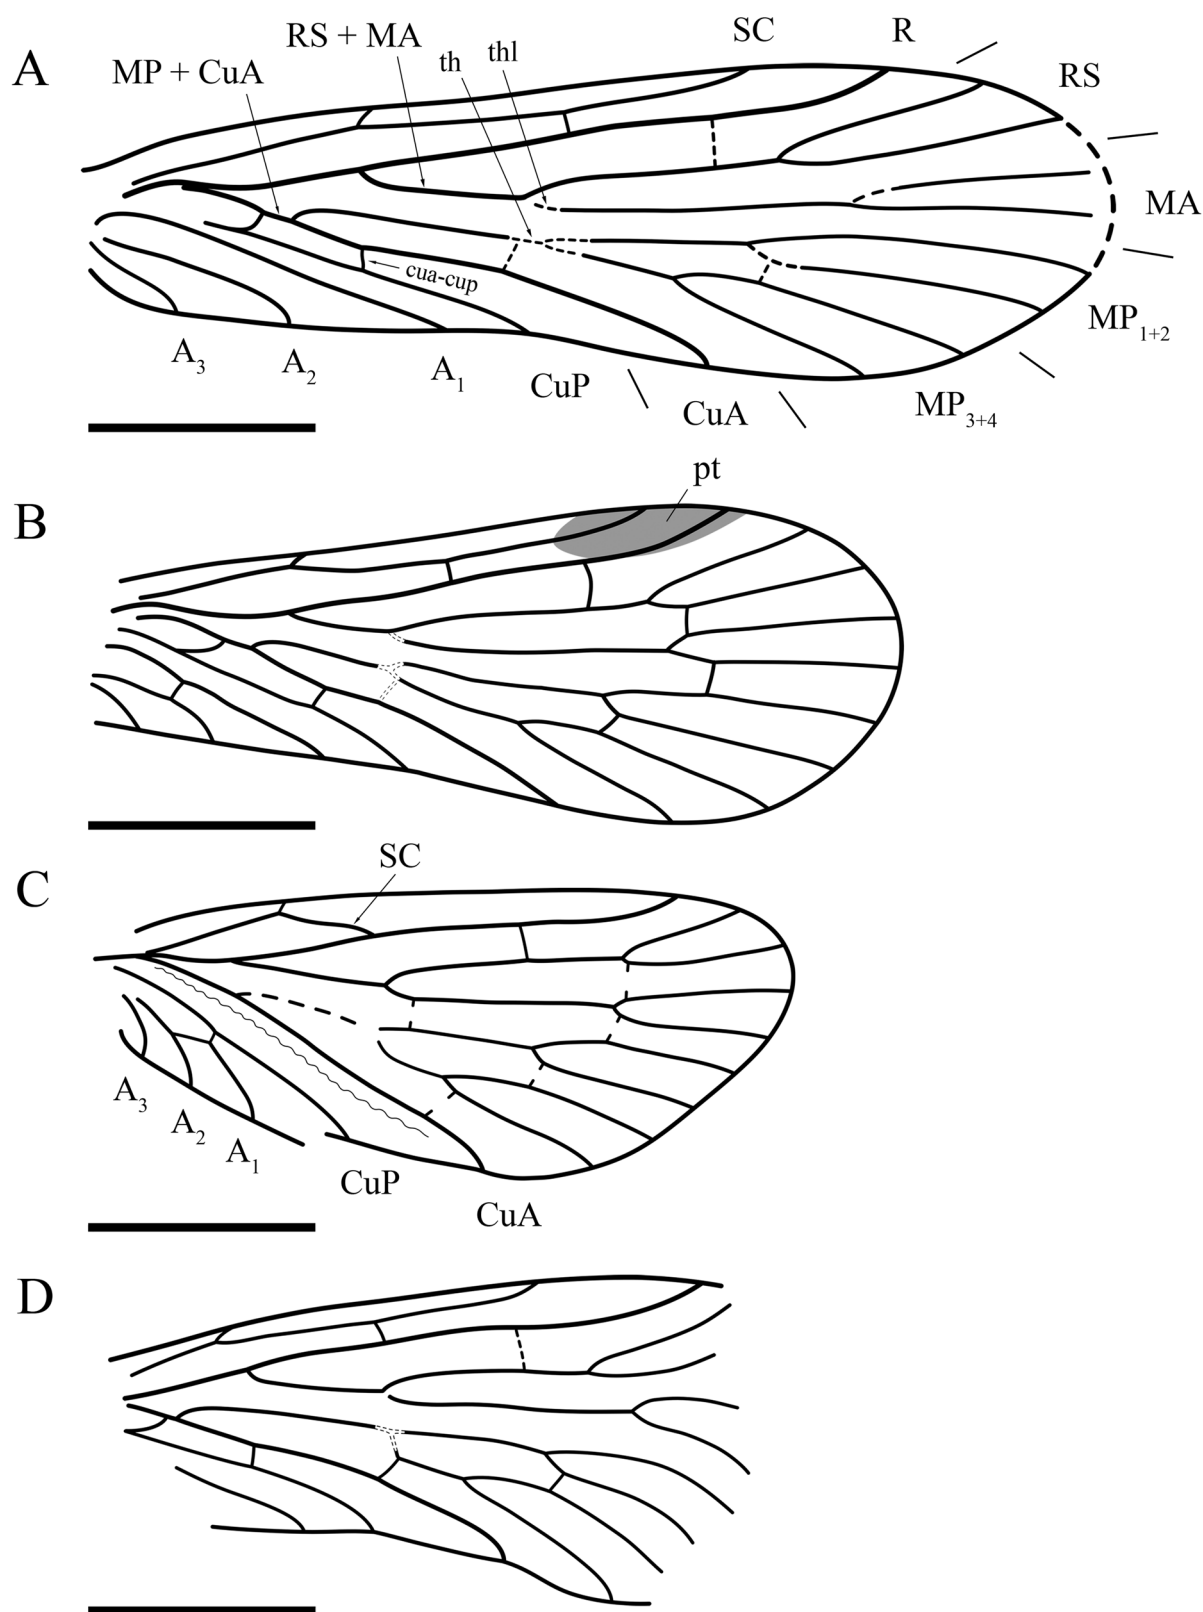 A
MP + CuA
RS + MA
th
thl
SC
R
RS
MA
cua-cup
MP1+2
MP3+4
A3
A2
A1
CuP
CuA
B
pt
C
SC
A3
A2
A1
CuP
CuA
D